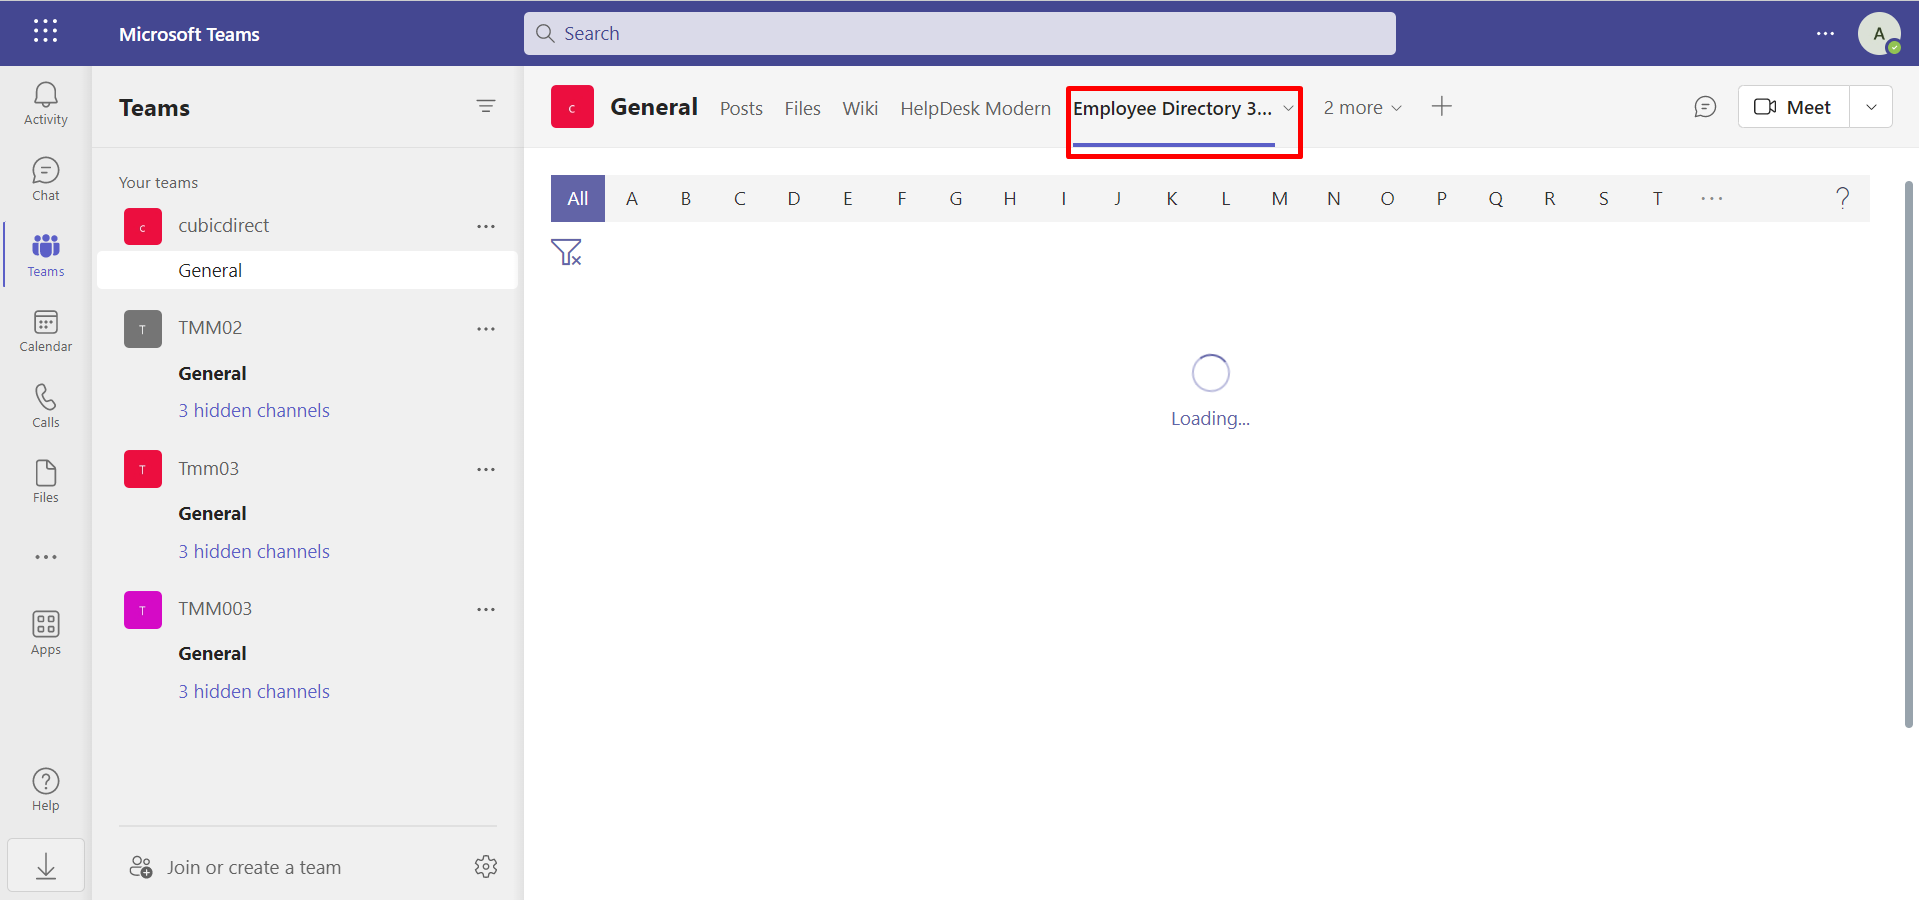 Microsoft Teams
Search
A
Activity
Chat
Teams
Calendar
Calls
Files
Apps
Help
Teams
Your teams
c cubicdirect
General
T TMM02
General
3 hidden channels
T Tmm03
General
3 hidden channels
T TMM003
General
3 hidden channels
Join or create a team
c General Posts Files Wiki HelpDesk Modern Employee Directory 3... 2 more Meet
All A B C D E F G H I J K L M N O P Q R S T ... ?
Loading...